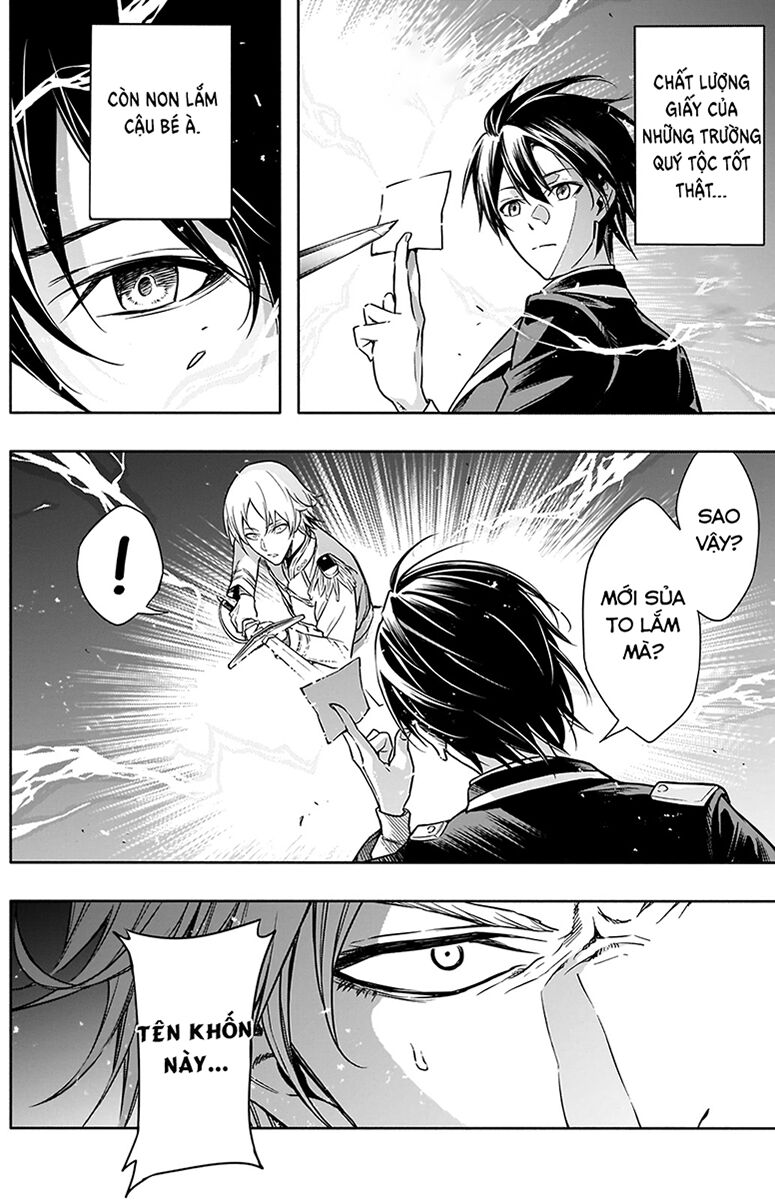 CHẤT LƯỢNG
GIẤY CỦA
NHỮNG TRƯỜNG
QUÝ TỘC TỐT
THẬT...
CÒN NON LẮM
CẬU BÉ À.
SAO
VẬY?
MỚI SỦA
TO LẮM
MÀ?
!
TÊN KHỐN
NÀY...